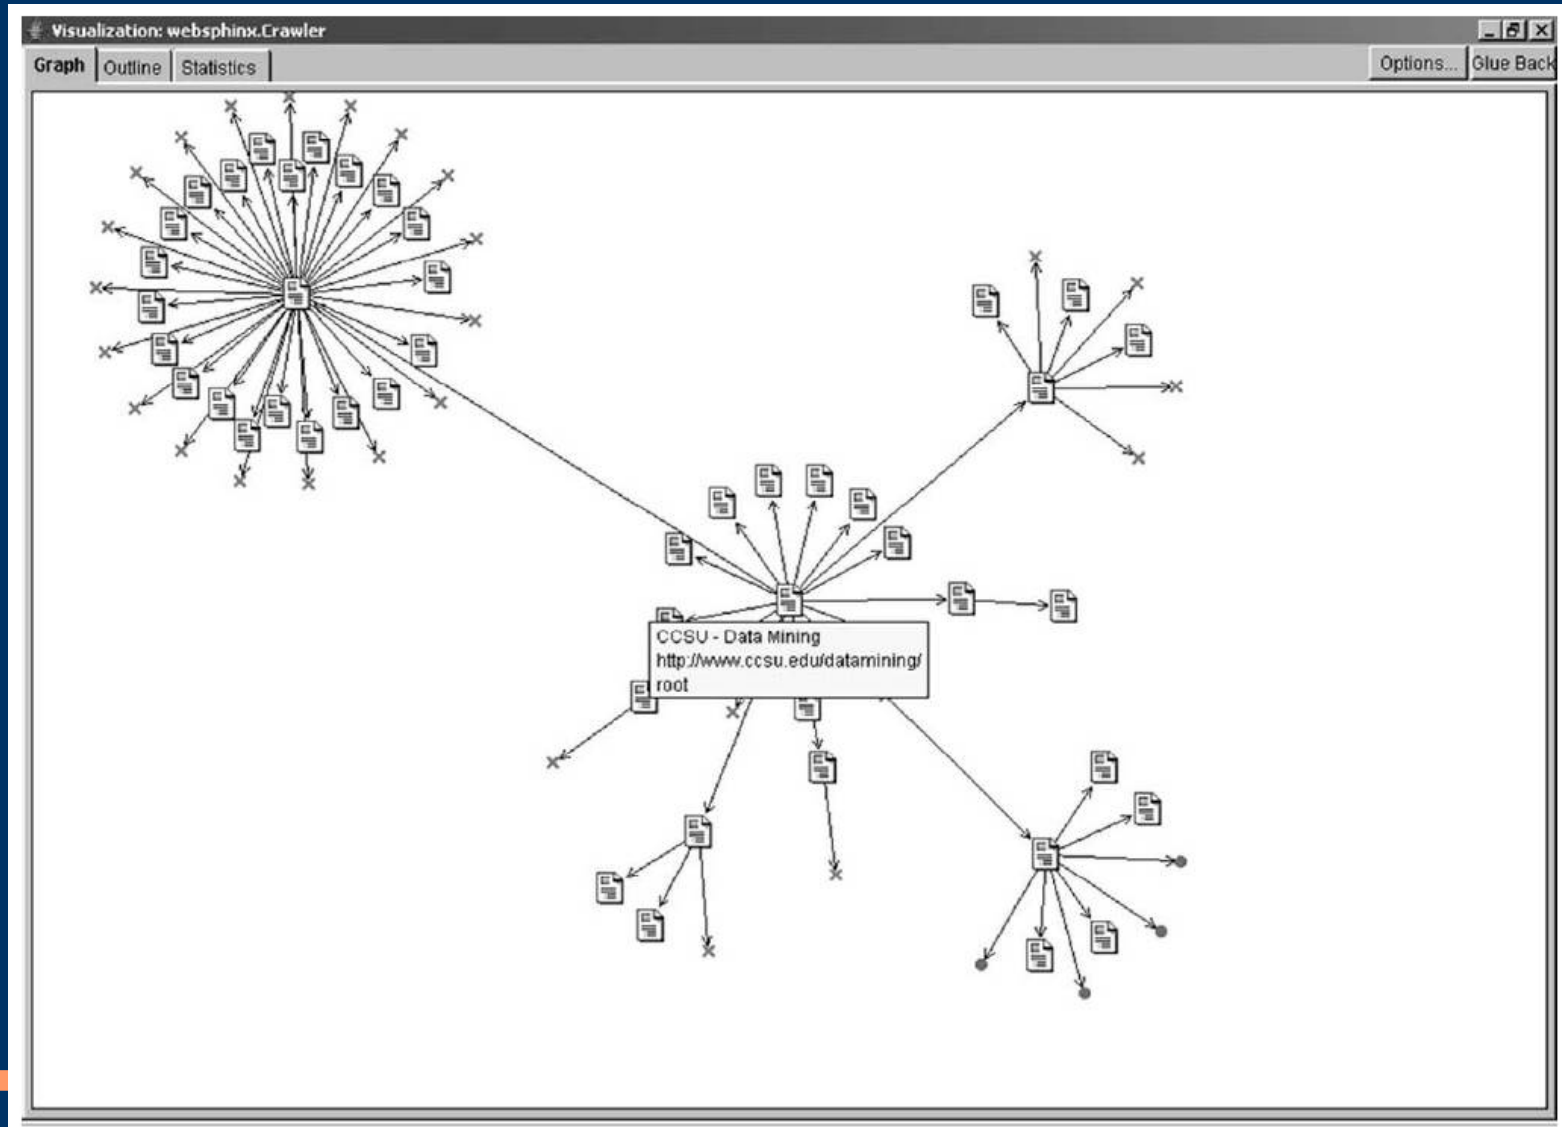 Visualization: websphinx.Crawler
Graph Outline Statistics Options... Glue Back
CCSU - Data Mining
http://www.ccsu.edu/datamining/
root